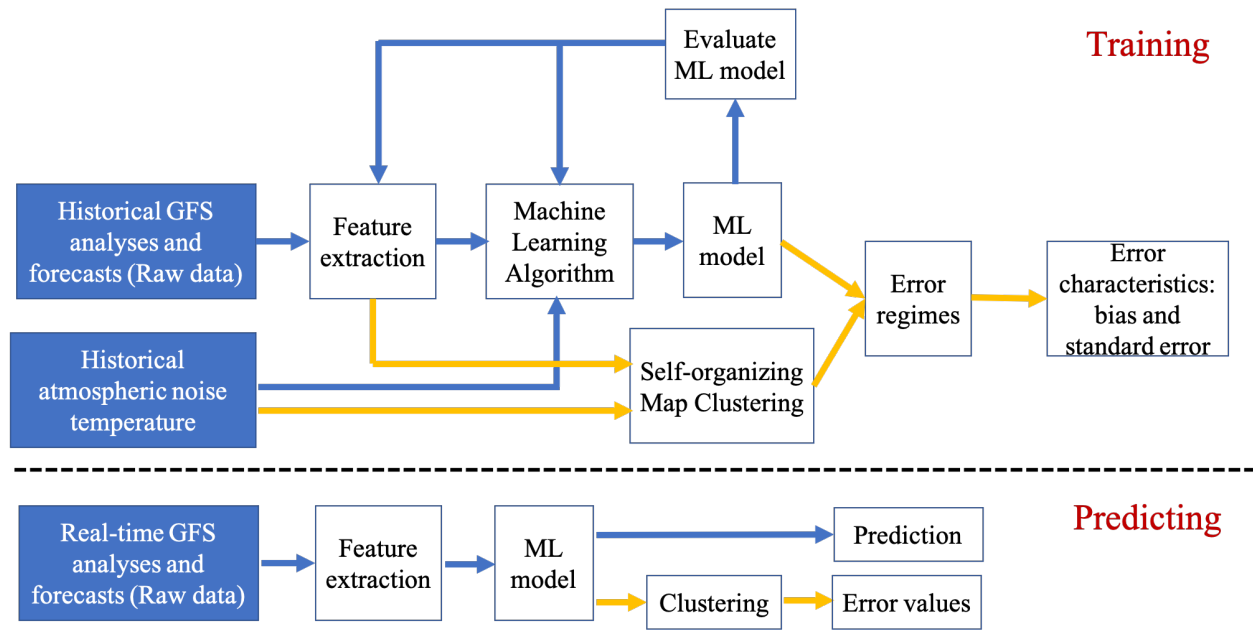 Training
Evaluate
ML model
Historical GFS
analyses and
forecasts (Raw data)
Feature
extraction
Machine
Learning
Algorithm
ML
model
Error
regimes
Error
characteristics:
bias and
standard error
Historical
atmospheric noise
temperature
Self-organizing
Map Clustering
Predicting
Real-time GFS
analyses and
forecasts (Raw data)
Feature
extraction
ML
model
Prediction
Clustering
Error values